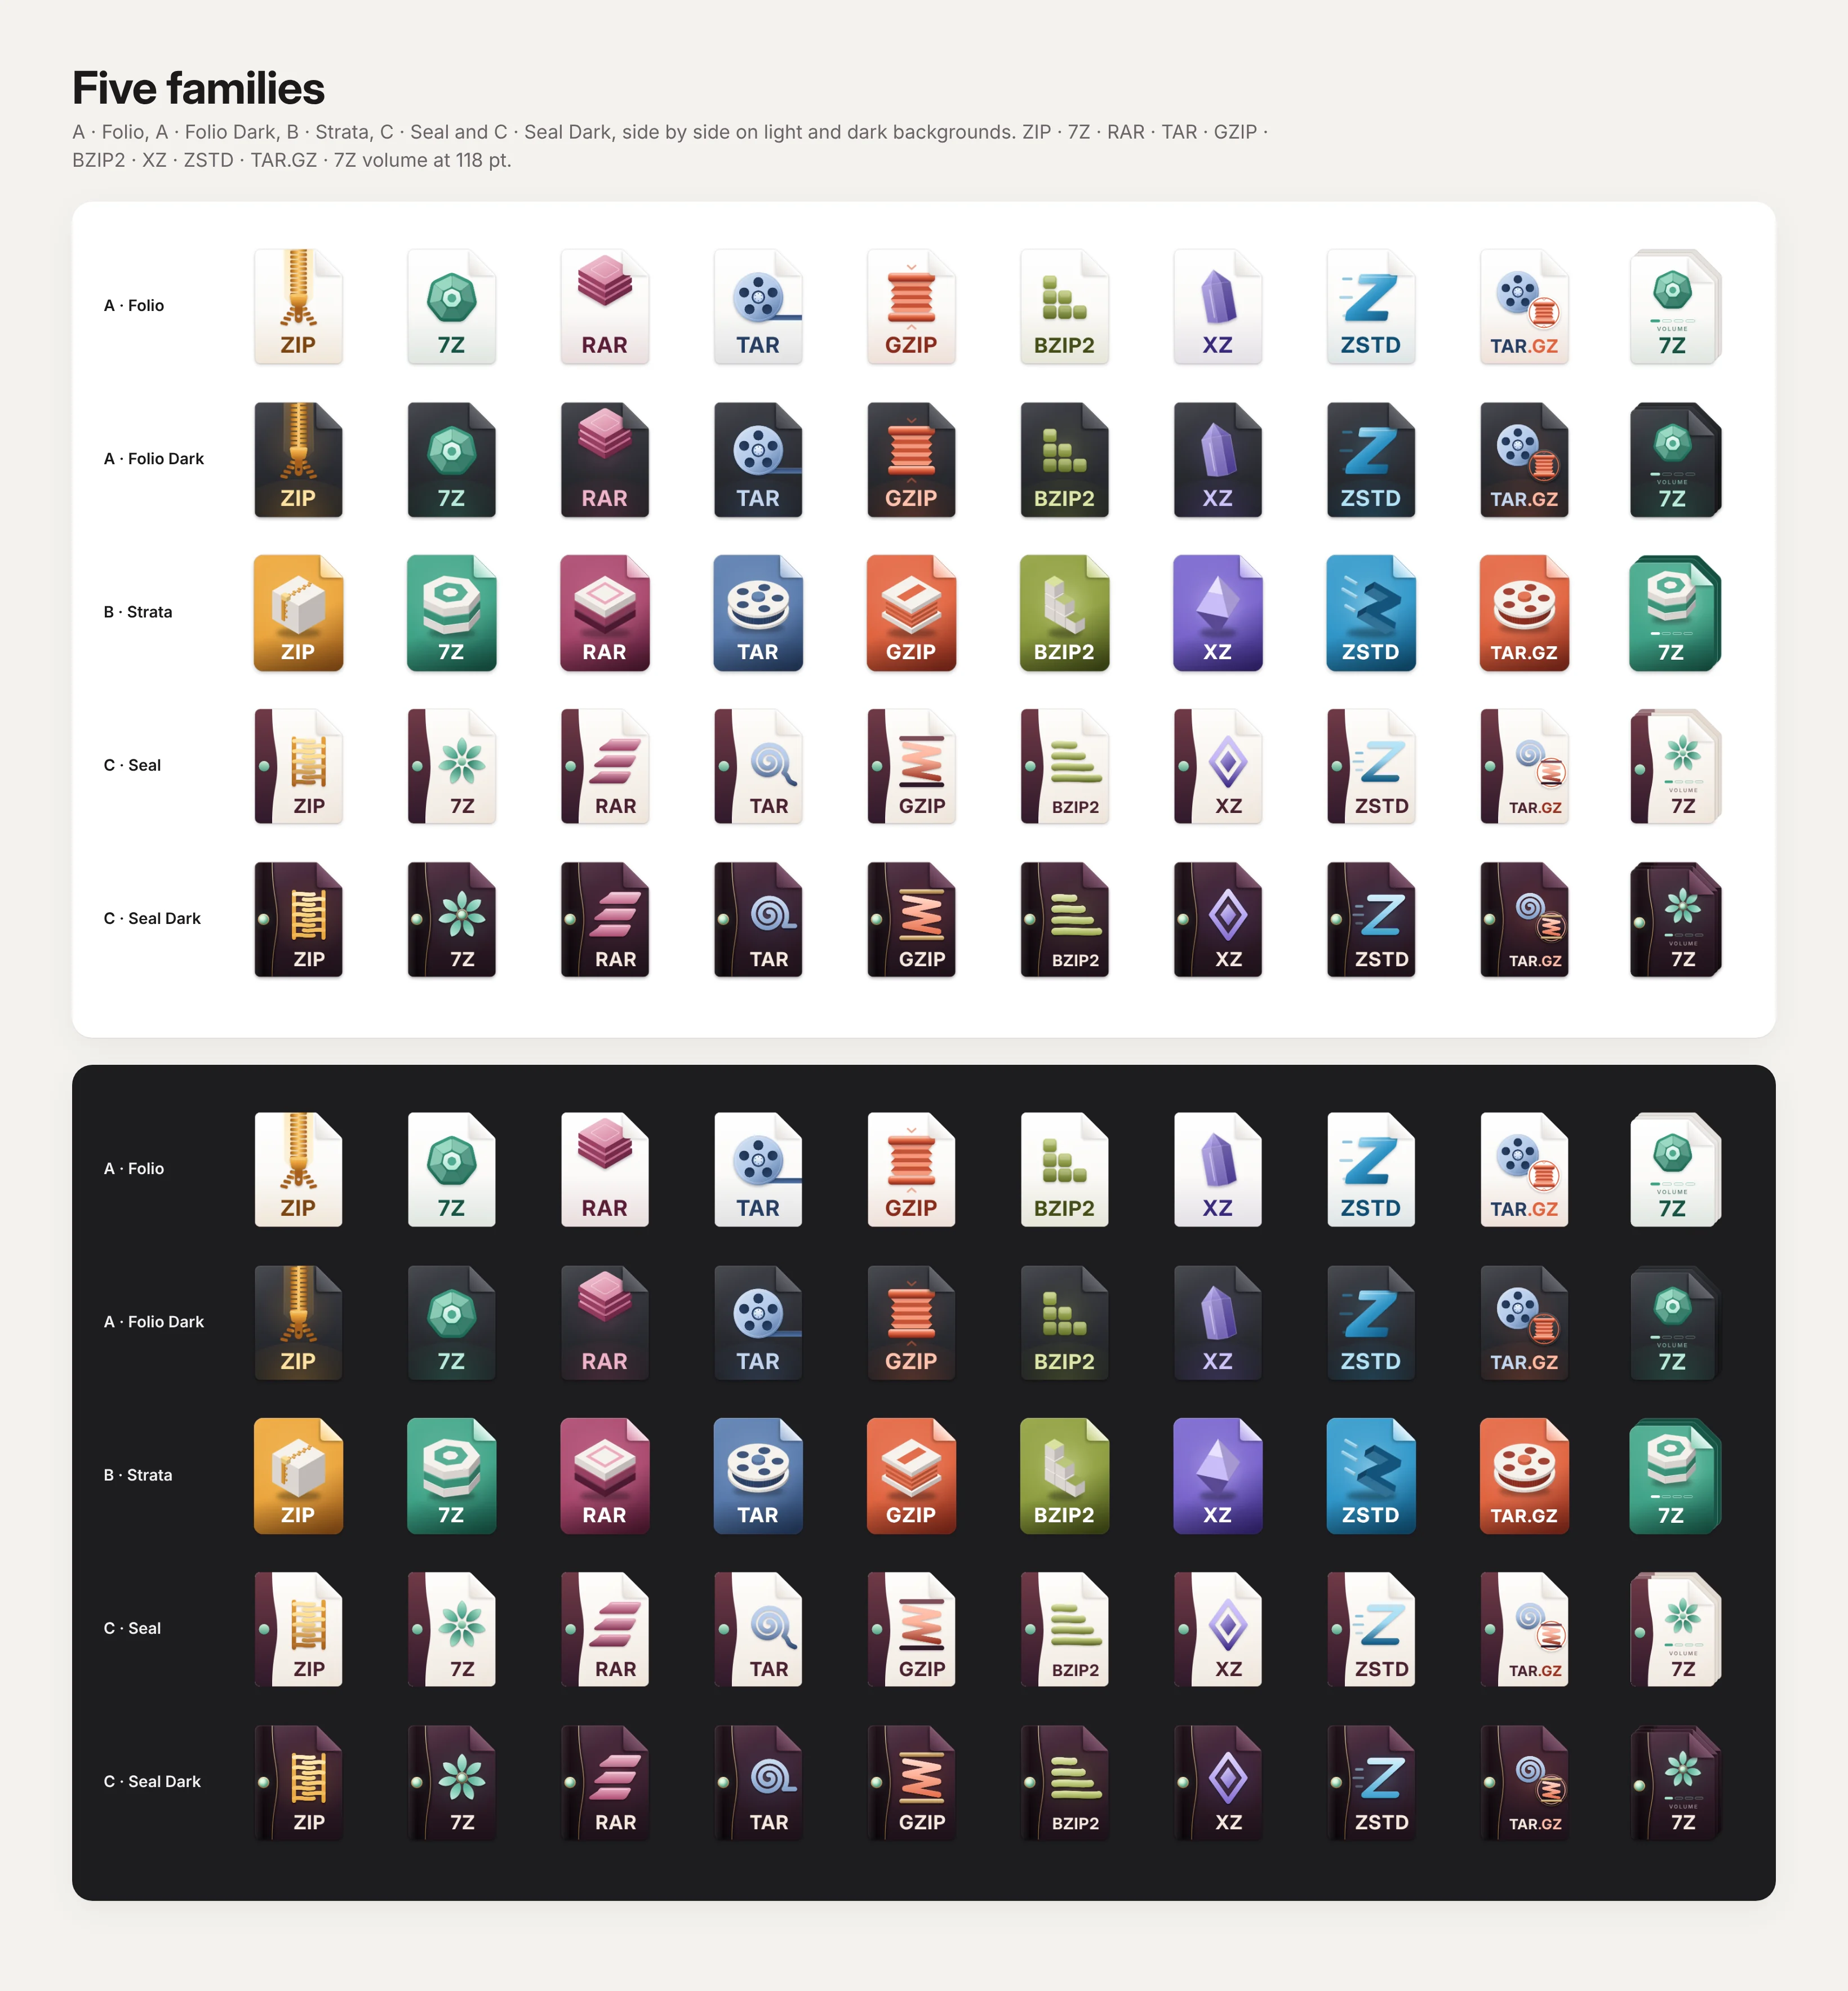 Five families
A · Folio, A · Folio Dark, B · Strata, C · Seal and C · Seal Dark, side by side on light and dark backgrounds. ZIP · 7Z · RAR · TAR · GZIP ·
BZIP2 · XZ · ZSTD · TAR.GZ · 7Z volume at 118 pt.
A · Folio
ZIP 7Z RAR TAR GZIP BZIP2 XZ ZSTD TAR.GZ VOLUME 7Z
A · Folio Dark
ZIP 7Z RAR TAR GZIP BZIP2 XZ ZSTD TAR.GZ VOLUME 7Z
B · Strata
ZIP 7Z RAR TAR GZIP BZIP2 XZ ZSTD TAR.GZ 7Z
C · Seal
ZIP 7Z RAR TAR GZIP BZIP2 XZ ZSTD TAR.GZ VOLUME 7Z
C · Seal Dark
ZIP 7Z RAR TAR GZIP BZIP2 XZ ZSTD TAR.GZ VOLUME 7Z
A · Folio
ZIP 7Z RAR TAR GZIP BZIP2 XZ ZSTD TAR.GZ VOLUME 7Z
A · Folio Dark
ZIP 7Z RAR TAR GZIP BZIP2 XZ ZSTD TAR.GZ VOLUME 7Z
B · Strata
ZIP 7Z RAR TAR GZIP BZIP2 XZ ZSTD TAR.GZ 7Z
C · Seal
ZIP 7Z RAR TAR GZIP BZIP2 XZ ZSTD TAR.GZ VOLUME 7Z
C · Seal Dark
ZIP 7Z RAR TAR GZIP BZIP2 XZ ZSTD TAR.GZ VOLUME 7Z